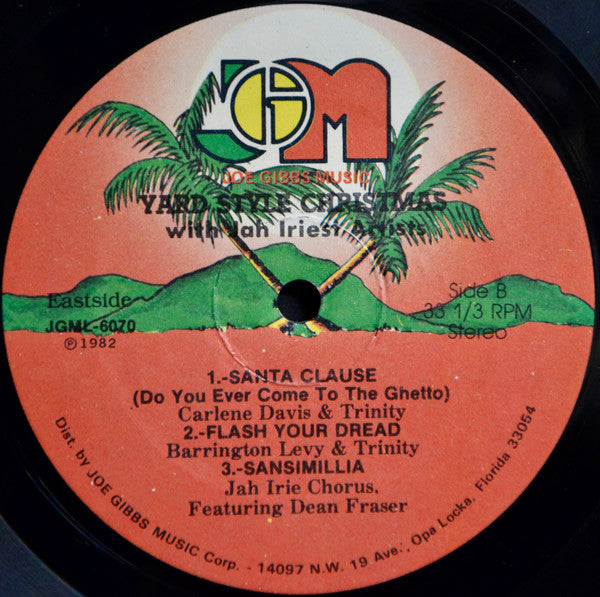 JGM
JOE GIBBS MUSIC
YARD STYLE CHRISTMAS
with Jah Iriest Artists
Eastside
JGML-6070
℗ 1982
Side B
33 1/3 RPM
Stereo
1.-SANTA CLAUSE
(Do You Ever Come To The Ghetto)
Carlene Davis & Trinity
2.-FLASH YOUR DREAD
Barrington Levy & Trinity
3.-SANSIMILLIA
Jah Irie Chorus,
Featuring Dean Fraser
Dist. by JOE GIBBS MUSIC Corp. - 14097 N.W. 19 Ave., Opa Locka, Florida 33054